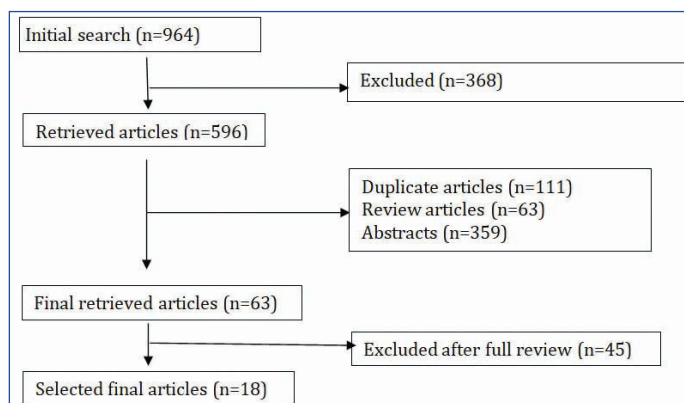 Initial search (n=964)
Excluded (n=368)
Retrieved articles (n=596)
Duplicate articles (n=111)
Review articles (n=63)
Abstracts (n=359)
Final retrieved articles (n=63)
Excluded after full review (n=45)
Selected final articles (n=18)